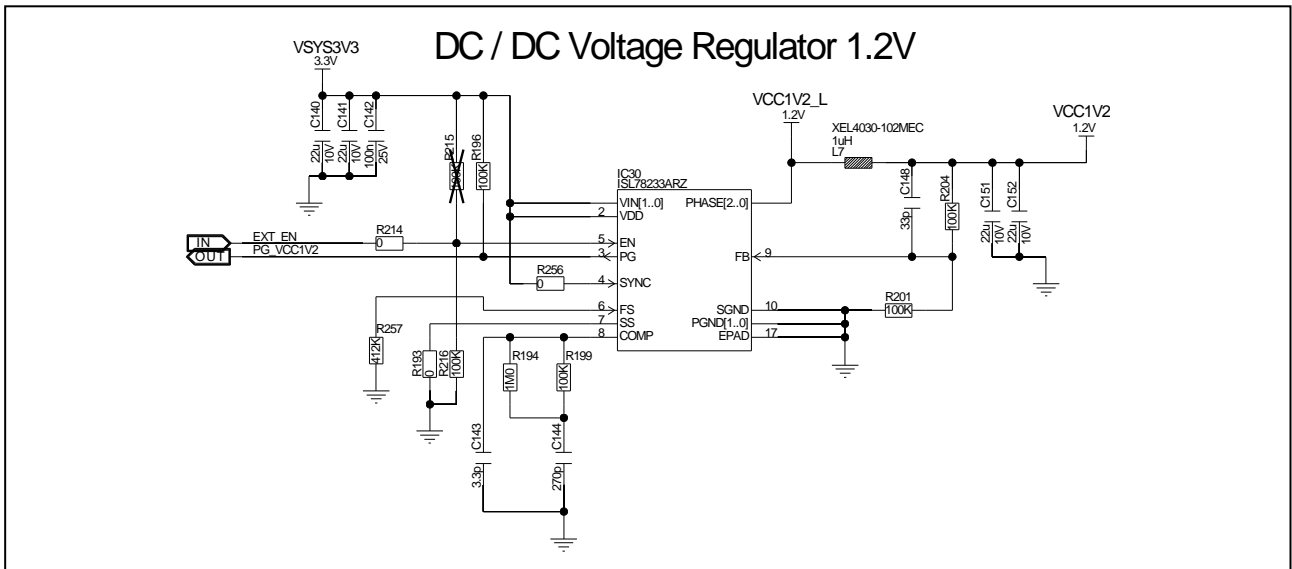 DC / DC Voltage Regulator 1.2V
VSYS3V3
3.3V
C140
22u
10V
C141
22u
10V
C142
100n
25V
R215
R196
100K
VCC1V2_L
1.2V
XEL4030-102MEC
1uH
L7
VCC1V2
1.2V
IC30
ISL78233ARZ
VIN[1..0]
2 VDD
5 EN
3 PG
4 SYNC
6 FS
7 SS
8 COMP
PHASE[2..0]
FB 9
SGND 10
PGND[1..0]
EPAD 17
C148
33p
R204
100K
C151
22u
10V
C152
22u
10V
IN EXT_EN
OUT PG_VCC1V2
R214
0
R256
0
R201
100K
R257
412K
R193
0
R216
100K
R194
1M0
R199
100K
C143
3.3p
C144
270p